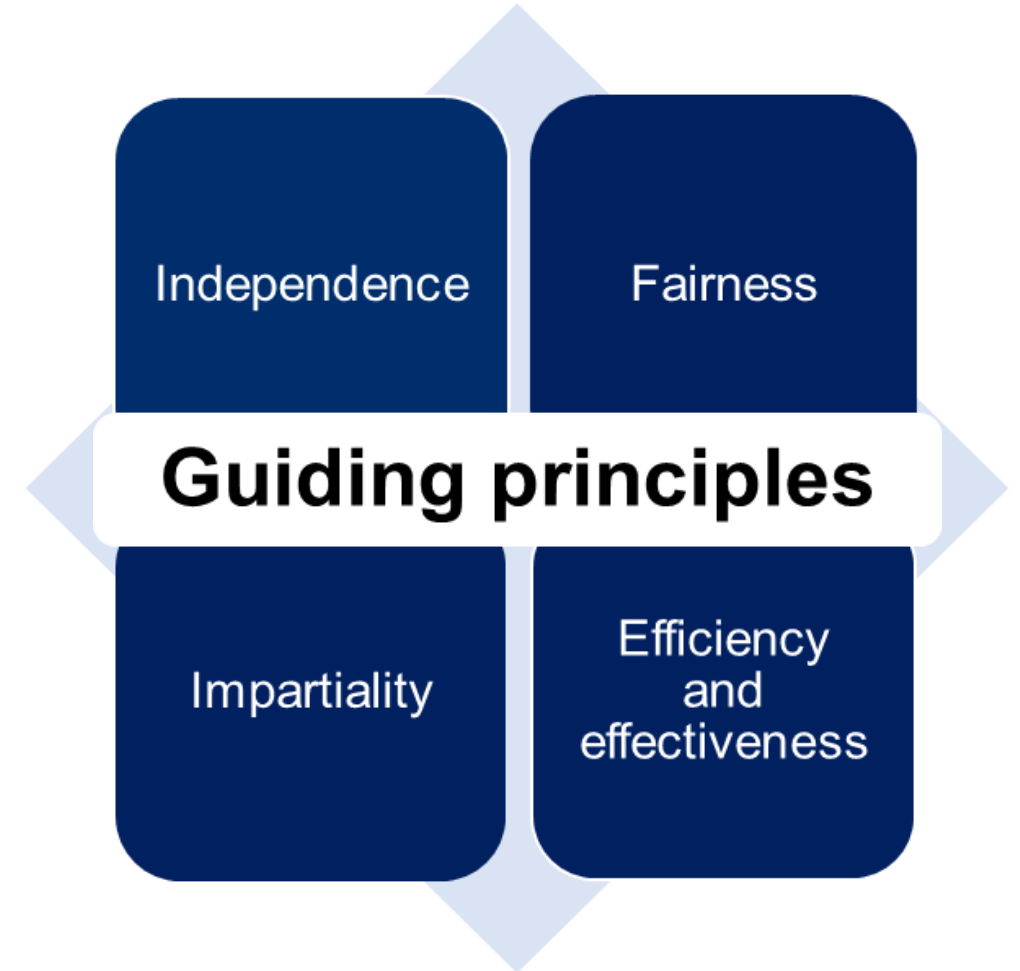 Independence
Fairness
Guiding principles
Impartiality
Efficiency
and
effectiveness